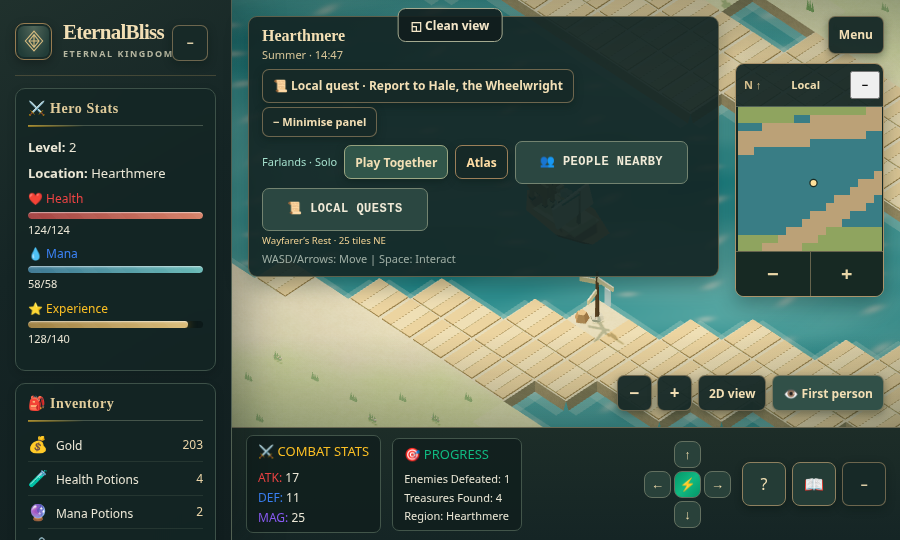 EternalBliss
ETERNAL KINGDOM
−
⚔️ Hero Stats
Level: 2
Location: Hearthmere
❤️ Health
124/124
💧 Mana
58/58
⭐ Experience
128/140
🎒 Inventory
💰 Gold 203
🧪 Health Potions 4
🔮 Mana Potions 2
◱ Clean view
Hearthmere
Summer · 14:47
📜 Local quest · Report to Hale, the Wheelwright
− Minimise panel
Farlands · Solo
Play Together
Atlas
👥 PEOPLE NEARBY
📜 LOCAL QUESTS
Wayfarer's Rest · 25 tiles NE
WASD/Arrows: Move | Space: Interact
Menu
N ↑ Local −
− +
− + 2D view 👁️ First person
⚔️ COMBAT STATS
ATK: 17
DEF: 11
MAG: 25
🎯 PROGRESS
Enemies Defeated: 1
Treasures Found: 4
Region: Hearthmere
↑
← ⚡ →
↓
? 📖 −